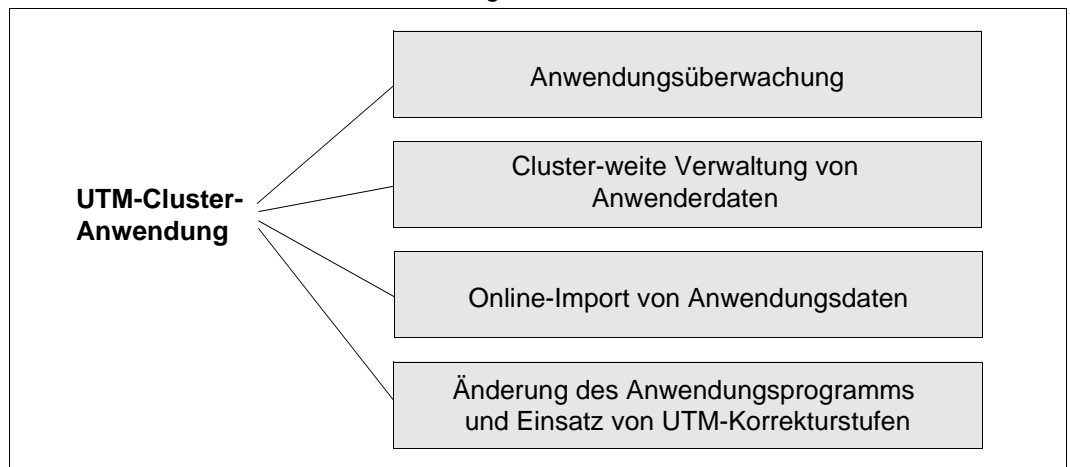 Anwendungsüberwachung
Cluster-weite Verwaltung von
Anwenderdaten
UTM-Cluster-
Anwendung
Online-Import von Anwendungsdaten
Änderung des Anwendungsprogramms
und Einsatz von UTM-Korrekturstufen